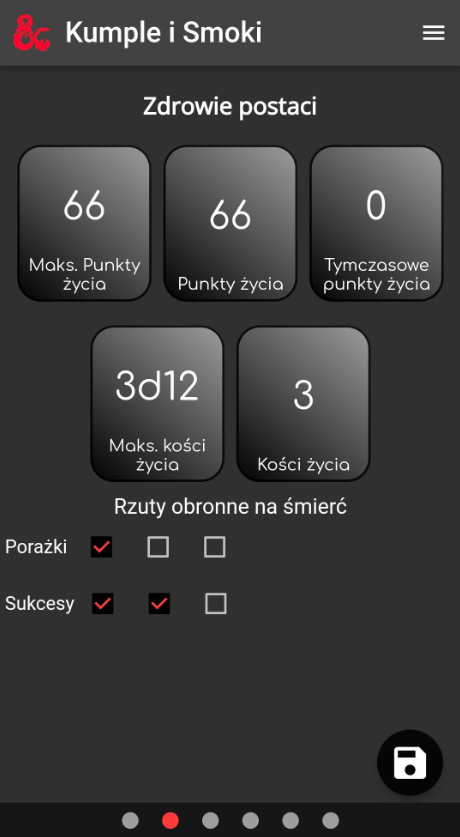 Kumple i Smoki
Zdrowie postaci
66
Maks. Punkty
życia
66
Punkty życia
0
Tymczasowe
punkty życia
3d12
Maks. kości
życia
3
Kości życia
Rzuty obronne na śmierć
Porażki
Sukcesy